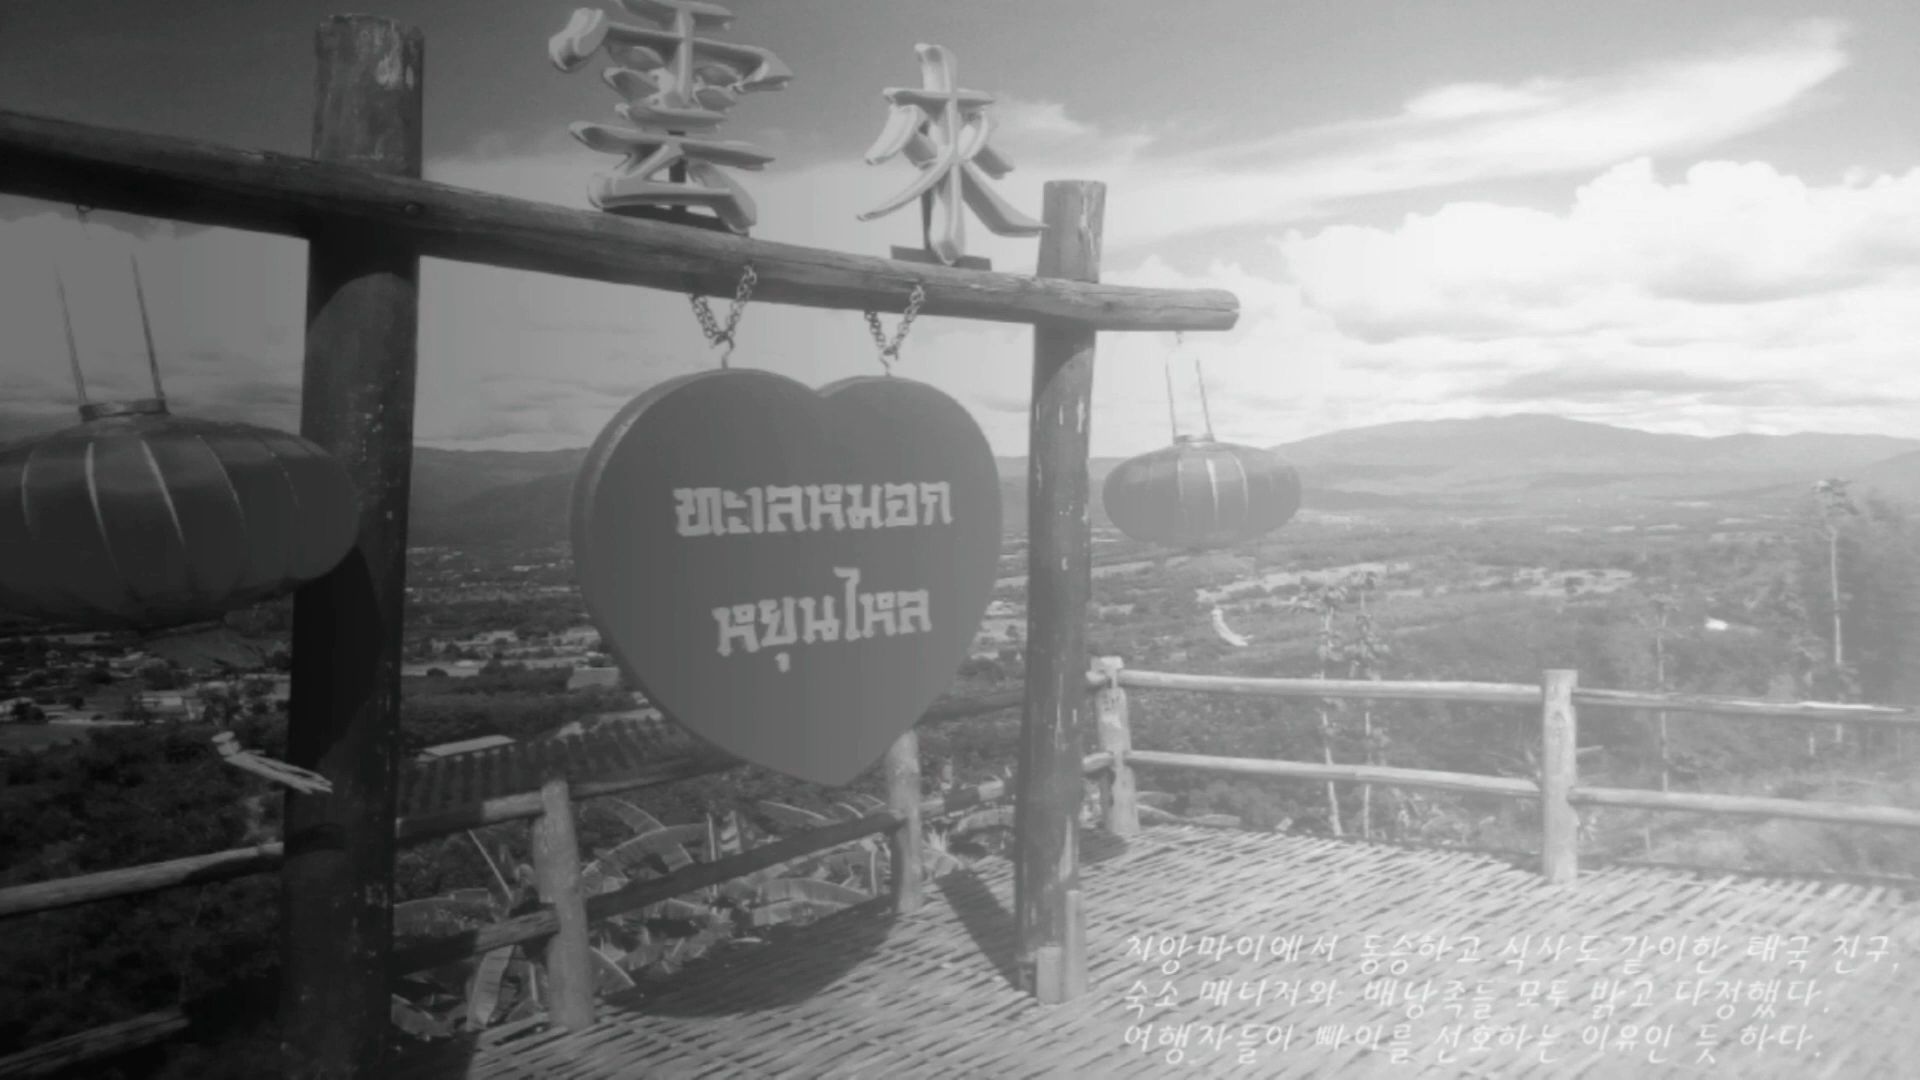 雲來
ทะเลหมอก
หยุนไหล
치앙마이에서 동승하고 식사도 같이한 태국 친구,
숙소 매니저와 배낭족들 모두 밝고 다정했다.
여행자들이 빠이를 선호하는 이유인 듯 하다.